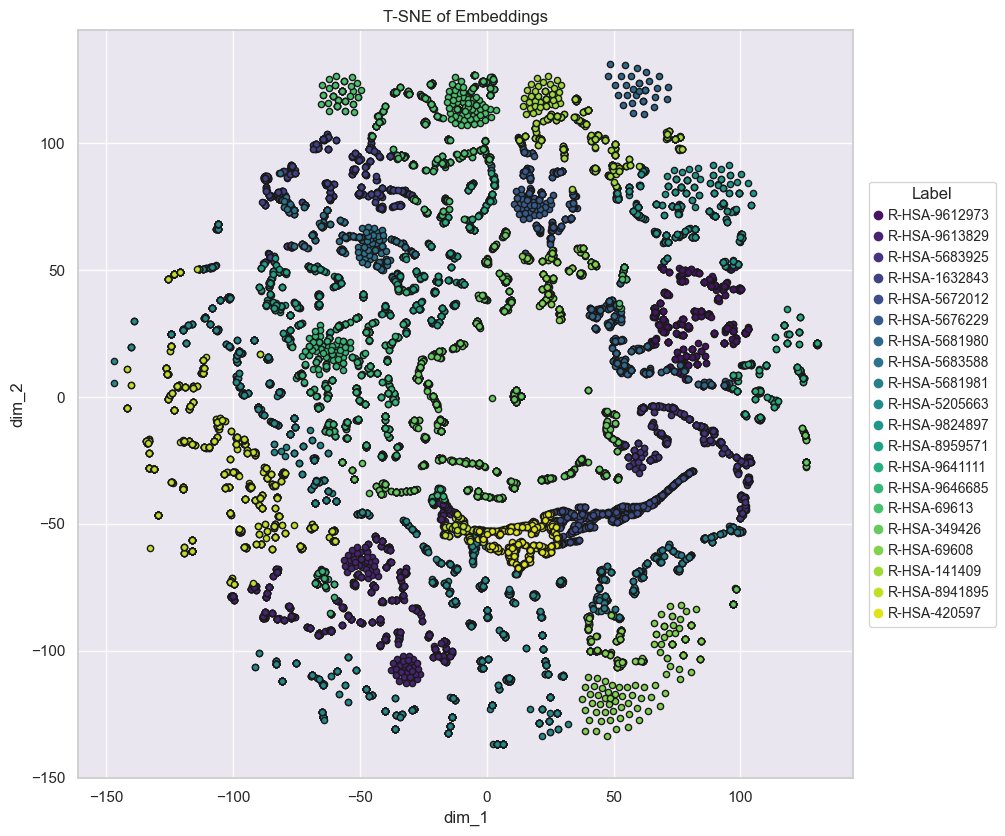 T-SNE of Embeddings
100
50
0
−50
−100
−150
dim_2
−150
−100
−50
0
50
100
dim_1
Label
R-HSA-9612973
R-HSA-9613829
R-HSA-5683925
R-HSA-1632843
R-HSA-5672012
R-HSA-5676229
R-HSA-5681980
R-HSA-5683588
R-HSA-5681981
R-HSA-5205663
R-HSA-9824897
R-HSA-8959571
R-HSA-9641111
R-HSA-9646685
R-HSA-69613
R-HSA-349426
R-HSA-69608
R-HSA-141409
R-HSA-8941895
R-HSA-420597